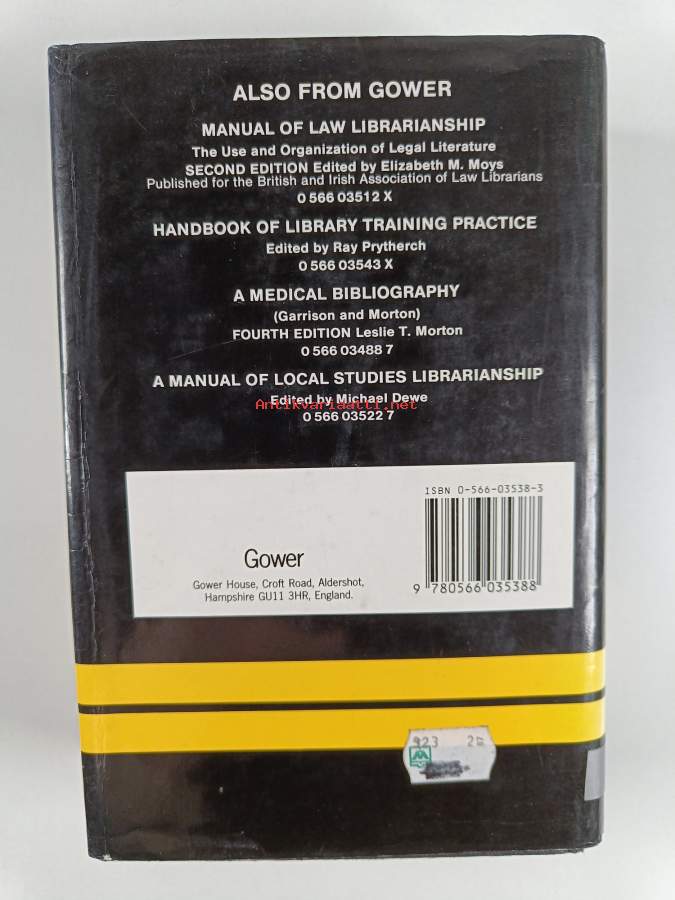 ALSO FROM GOWER
MANUAL OF LAW LIBRARIANSHIP
The Use and Organization of Legal Literature
SECOND EDITION Edited by Elizabeth M. Moys
Published for the British and Irish Association of Law Librarians
0 566 03512 X
HANDBOOK OF LIBRARY TRAINING PRACTICE
Edited by Ray Prytherch
0 566 03543 X
A MEDICAL BIBLIOGRAPHY
(Garrison and Morton)
FOURTH EDITION Leslie T. Morton
0 566 03488 7
A MANUAL OF LOCAL STUDIES LIBRARIANSHIP
Edited by Michael Dewe
Antikvariaatti.net
0 566 03522 7
ISBN 0-566-03538-3
Gower
Gower House, Croft Road, Aldershot,
Hampshire GU11 3HR, England.
9 780566 035388
923